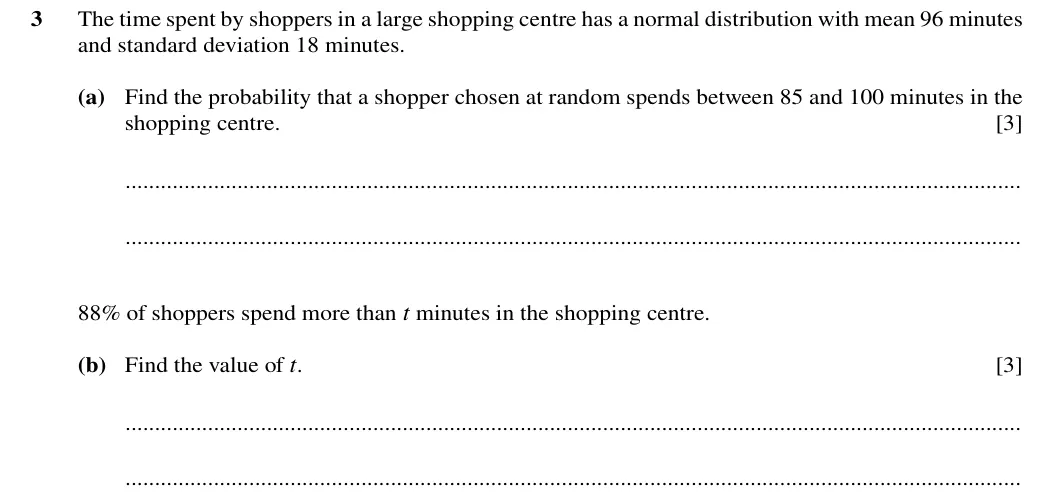 3 The time spent by shoppers in a large shopping centre has a normal distribution with mean 96 minutes
and standard deviation 18 minutes.
(a) Find the probability that a shopper chosen at random spends between 85 and 100 minutes in the
shopping centre. [3]
88% of shoppers spend more than t minutes in the shopping centre.
(b) Find the value of t. [3]